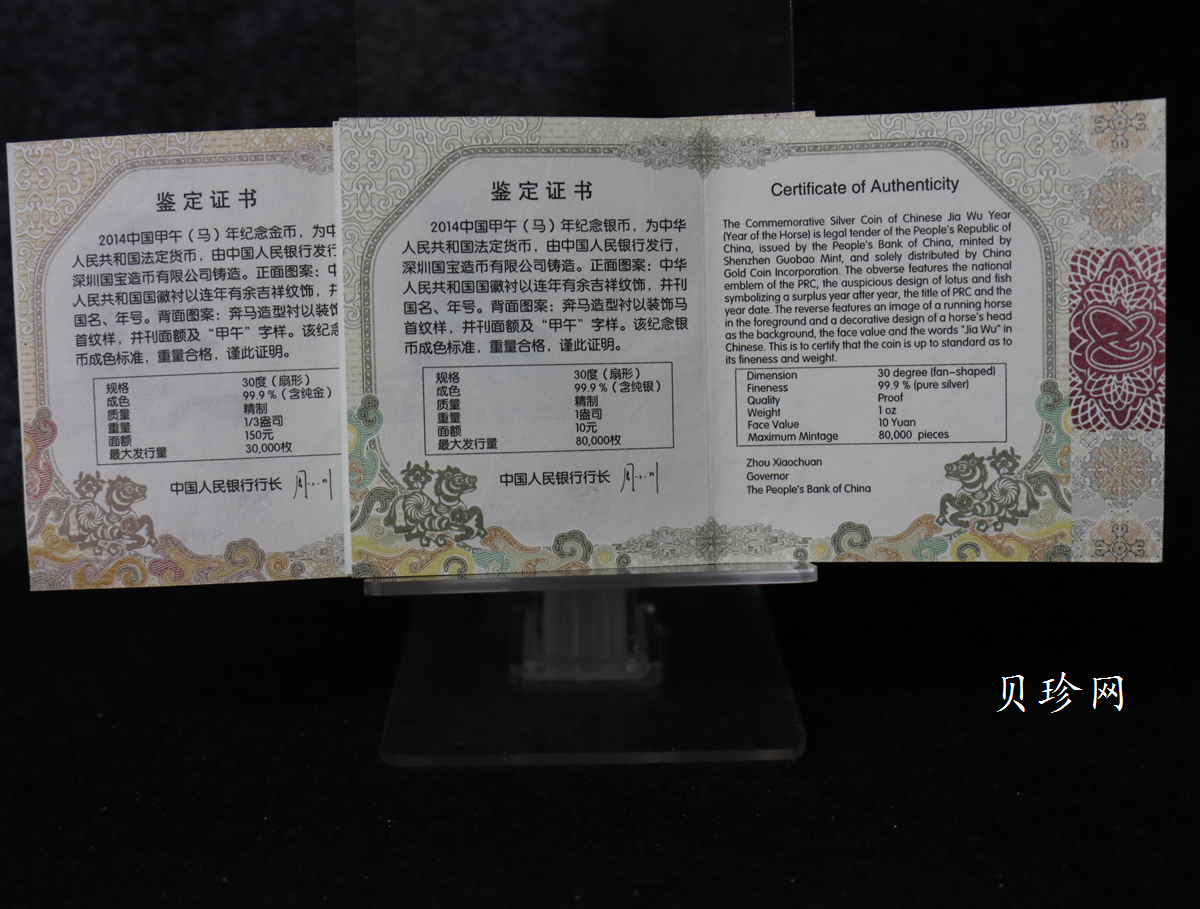 鉴定证书
2014中国甲午（马）年纪念金币，为中
人民共和国法定货币，由中国人民银行发行
深圳国宝造币有限公司铸造。正面图案：中
人民共和国国徽衬以连年有余吉祥纹饰，并
国名、年号。背面图案：奔马造型衬以装饰
首纹样，并刊面额及“甲午”字样。该纪念
币成色标准，重量合格，谨此证明。
规格 30度（扇形）
成色 99.9％（含纯金）
质量 精制
重量 1/3盎司
面额 150元
最大发行量 30,000枚
中国人民银行行长
鉴定证书
2014中国甲午（马）年纪念银币，为中华
人民共和国法定货币，由中国人民银行发行，
深圳国宝造币有限公司铸造。正面图案：中华
人民共和国国徽衬以连年有余吉祥纹饰，并刊
国名、年号。背面图案：奔马造型衬以装饰马
首纹样，并刊面额及“甲午”字样。该纪念银
币成色标准，重量合格，谨此证明。
规格 30度（扇形）
成色 99.9％（含纯银）
质量 精制
重量 1盎司
面额 10元
最大发行量 80,000枚
中国人民银行行长
Certificate of Authenticity
The Commemorative Silver Coin of Chinese Jia Wu Year
(Year of the Horse) is legal tender of the People's Republic of
China, issued by the People's Bank of China, minted by
Shenzhen Guobao Mint, and solely distributed by China
Gold Coin Incorporation. The obverse features the national
emblem of the PRC, the auspicious design of lotus and fish
symbolizing a surplus year after year, the title of PRC and the
year date. The reverse features an image of a running horse
in the foreground and a decorative design of a horse's head
as the background, the face value and the words "Jia Wu" in
Chinese. This is to certify that the coin is up to standard as to
its fineness and weight.
Dimension 30 degree (fan-shaped)
Fineness 99.9 % (pure silver)
Quality Proof
Weight 1 oz
Face Value 10 Yuan
Maximum Mintage 80,000 pieces
Zhou Xiaochuan
Governor
The People's Bank of China
贝珍网